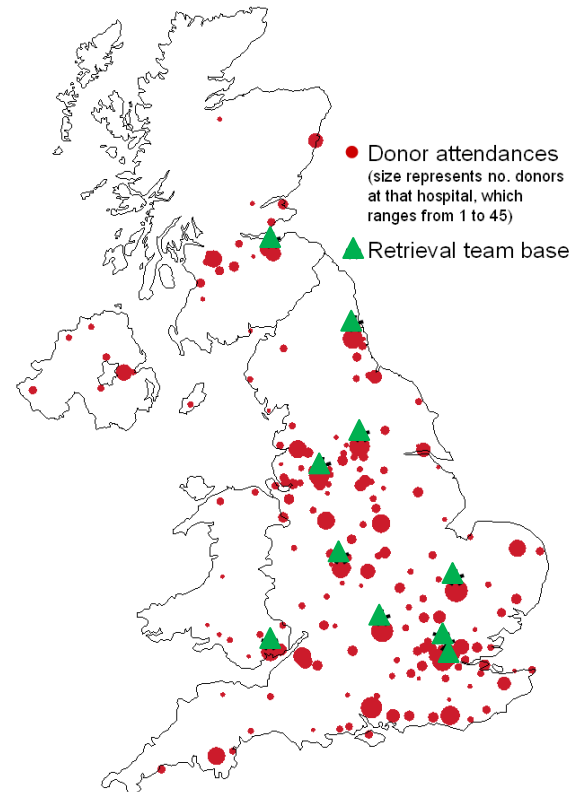 Donor attendances
(size represents no. donors
at that hospital, which
ranges from 1 to 45)
Retrieval team base